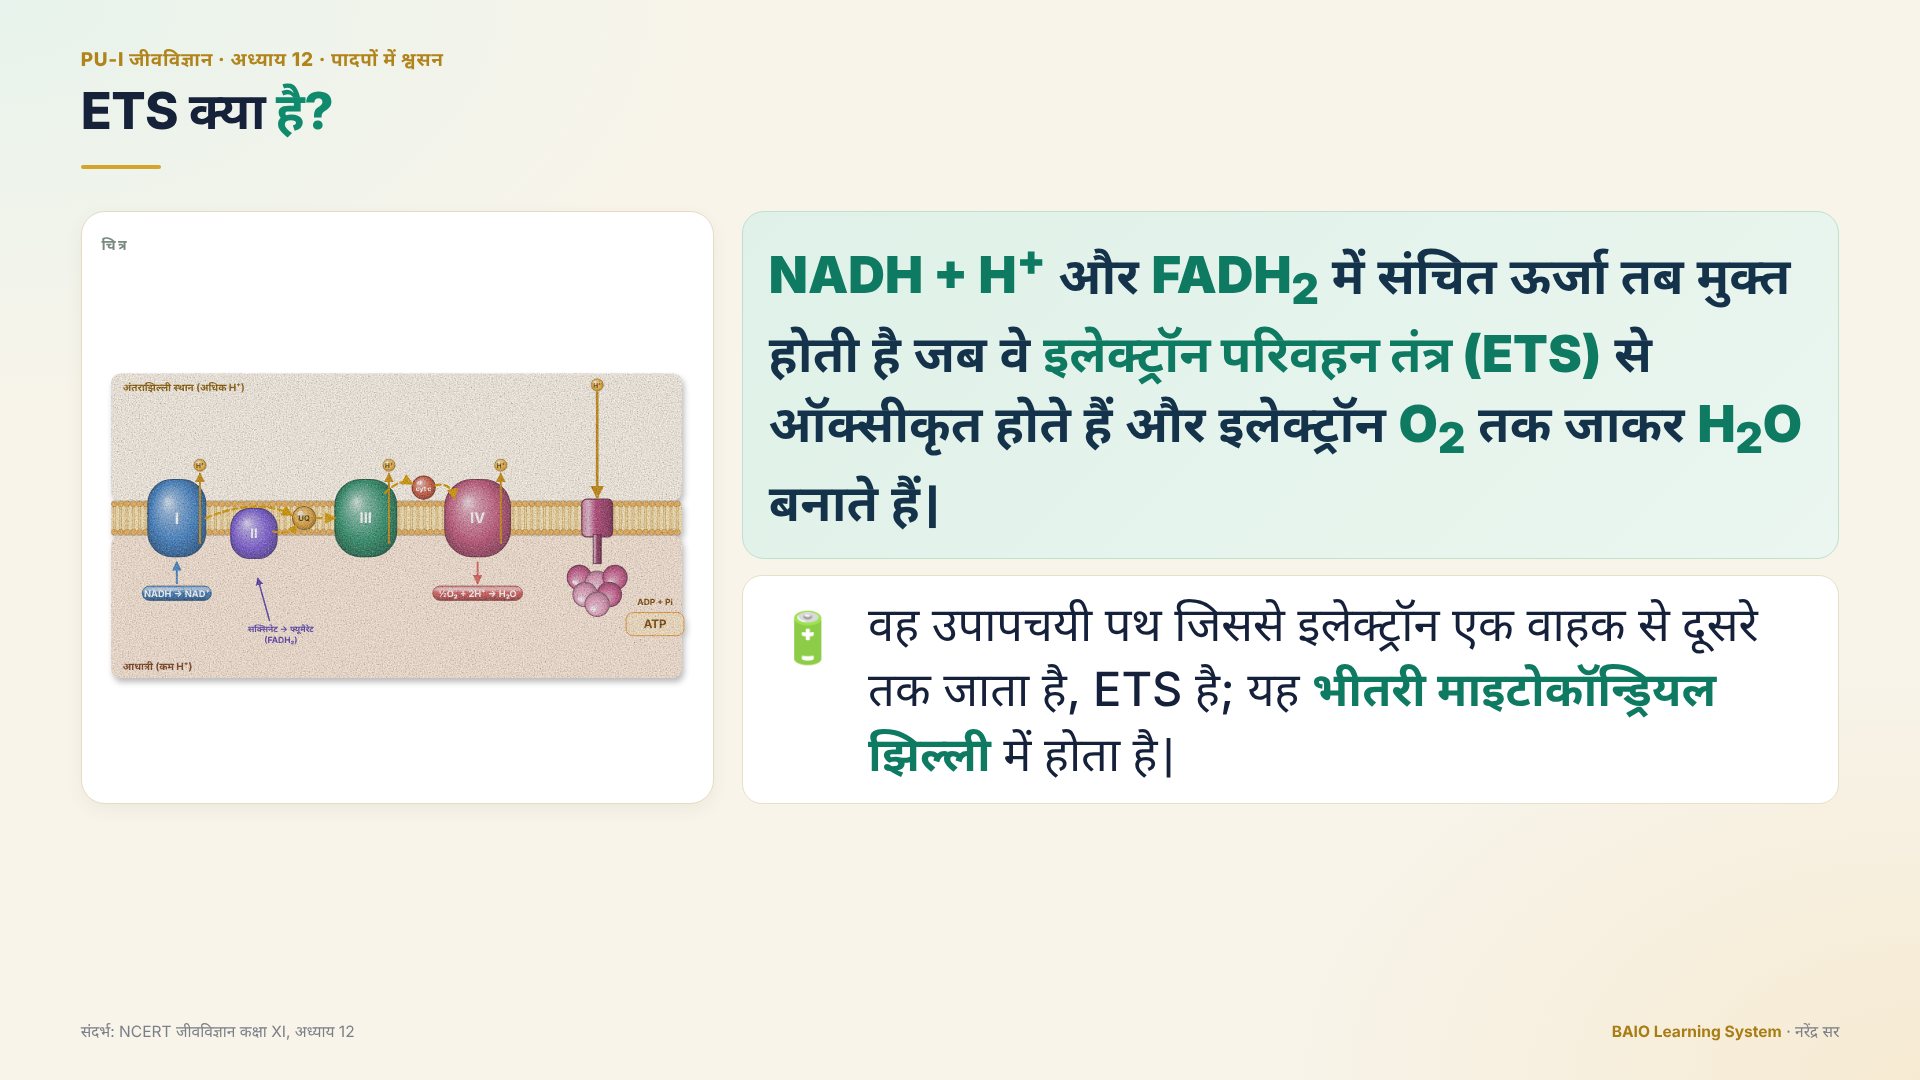 PU-I जीवविज्ञान · अध्याय 12 · पादपों में श्वसन
ETS क्या है?
चित्र
अंतराझिल्ली स्थान (अधिक H⁺)
H⁺
H⁺
H⁺
H⁺
cyt c
I
II
UQ
III
IV
NADH → NAD⁺
½O₂ + 2H⁺ → H₂O
सक्सिनेट → फ्यूमेरेट
(FADH₂)
ADP + Pi
ATP
आधात्री (कम H⁺)
NADH + H⁺ और FADH₂ में संचित ऊर्जा तब मुक्त
होती है जब वे इलेक्ट्रॉन परिवहन तंत्र (ETS) से
ऑक्सीकृत होते हैं और इलेक्ट्रॉन O₂ तक जाकर H₂O
बनाते हैं|
वह उपापचयी पथ जिससे इलेक्ट्रॉन एक वाहक से दूसरे
तक जाता है, ETS है; यह भीतरी माइटोकॉन्ड्रियल
झिल्ली में होता है|
संदर्भ: NCERT जीवविज्ञान कक्षा XI, अध्याय 12
BAIO Learning System · नरेंद्र सर